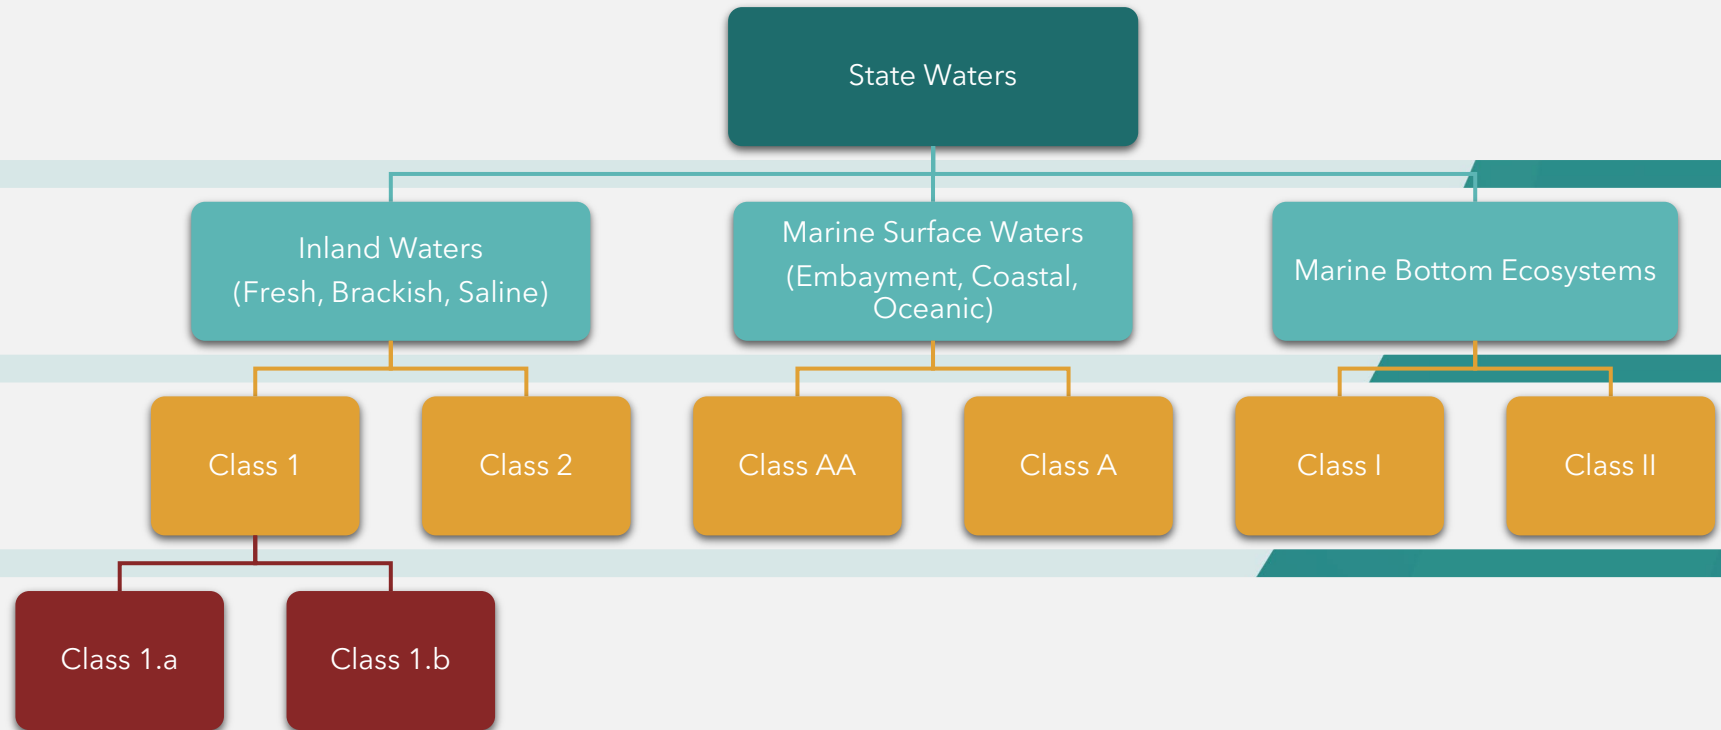 State Waters
Inland Waters
(Fresh, Brackish, Saline)
Marine Surface Waters
(Embayment, Coastal,
Oceanic)
Marine Bottom Ecosystems
Class 1
Class 2
Class AA
Class A
Class I
Class II
Class 1.a
Class 1.b